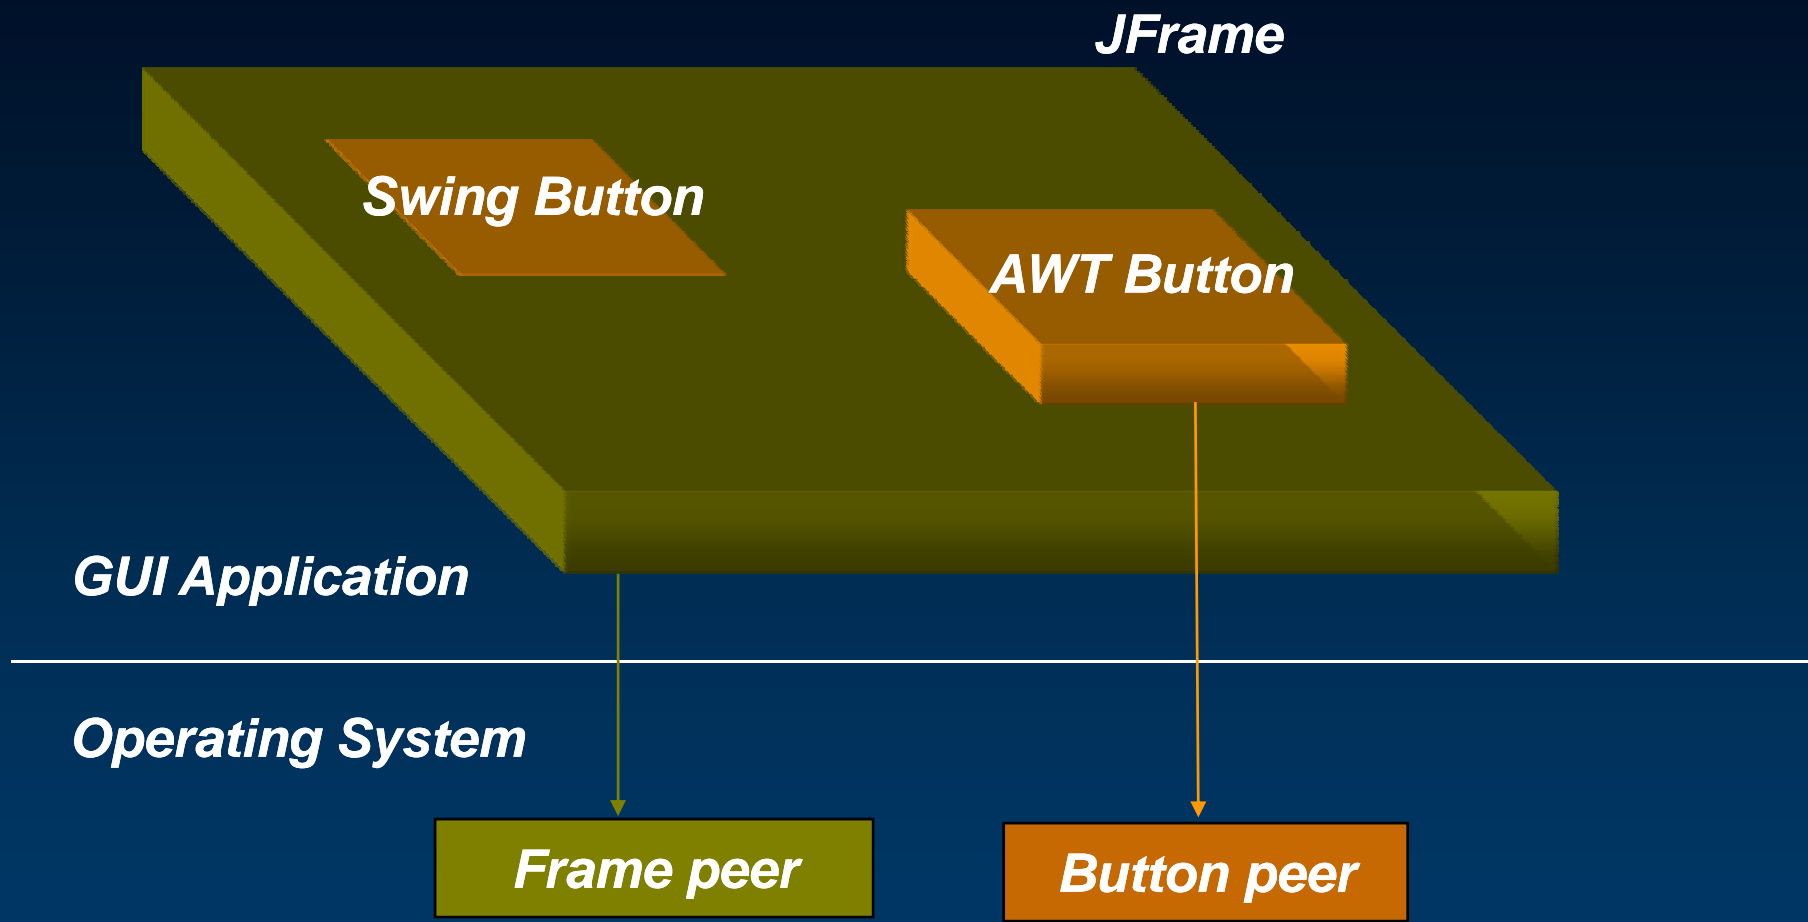 JFrame
Swing Button
AWT Button
GUI Application
Operating System
Frame peer
Button peer